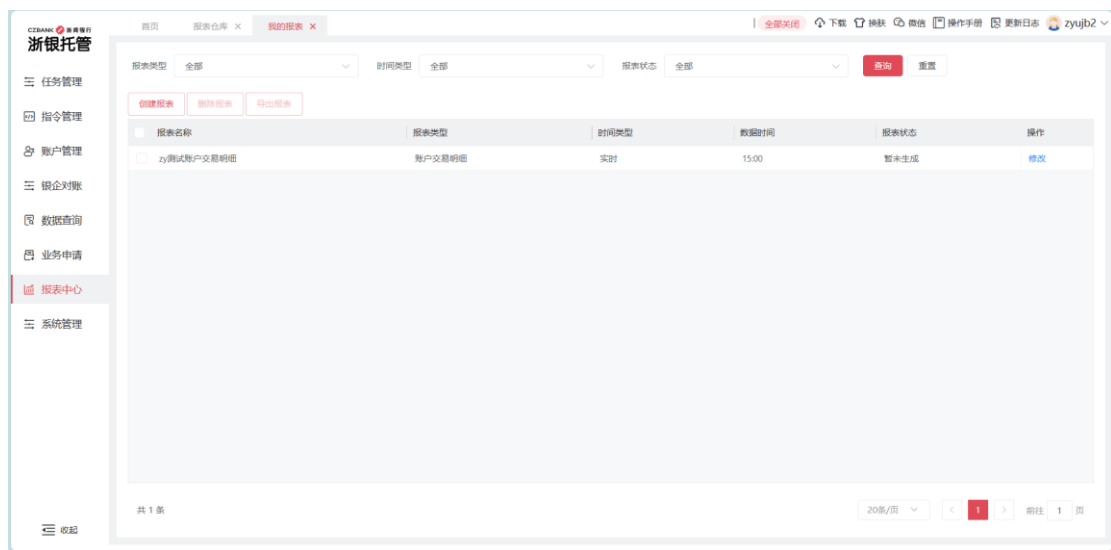 CZBANK 浙商银行
浙银托管
首页 报表仓库 × 我的报表 ×
全部关闭 下载 换肤 微信 操作手册 更新日志 zyujb2
报表类型 全部 时间类型 全部 报表状态 全部 查询 重置
创建报表 删除报表 导出报表
报表名称 报表类型 时间类型 数据时间 报表状态 操作
zy测试账户交易明细 账户交易明细 实时 15:00 暂未生成 修改
任务管理
指令管理
账户管理
银企对账
数据查询
业务申请
报表中心
系统管理
收起
共 1 条 20条/页 < 1 > 前往 1 页